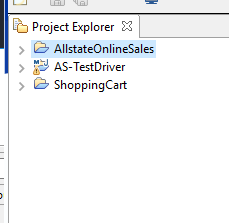 Project Explorer
AllstateOnlineSales
AS-TestDriver
ShoppingCart